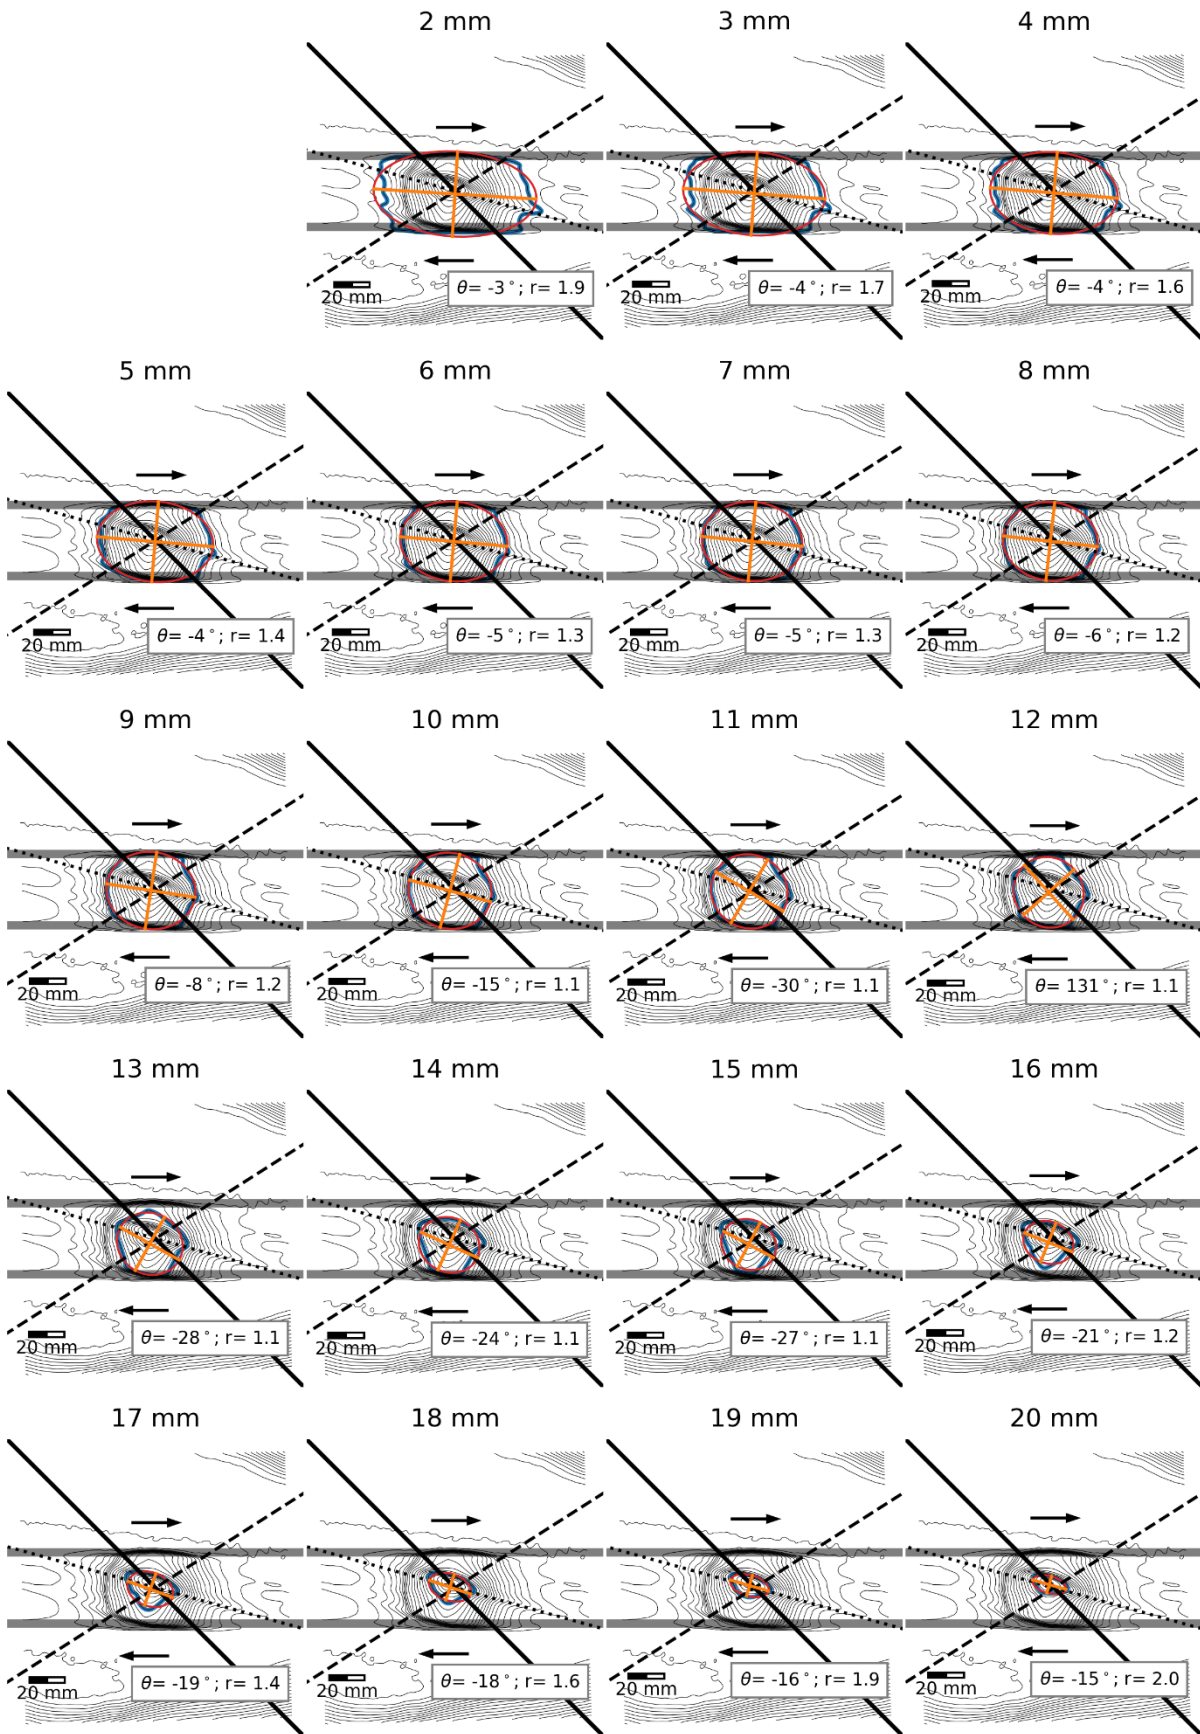 2 mm 3 mm 4 mm
20 mm θ= -3°; r= 1.9 20 mm θ= -4°; r= 1.7 20 mm θ= -4°; r= 1.6
5 mm 6 mm 7 mm 8 mm
20 mm θ= -4°; r= 1.4 20 mm θ= -5°; r= 1.3 20 mm θ= -5°; r= 1.3 20 mm θ= -6°; r= 1.2
9 mm 10 mm 11 mm 12 mm
20 mm θ= -8°; r= 1.2 20 mm θ= -15°; r= 1.1 20 mm θ= -30°; r= 1.1 20 mm θ= 131°; r= 1.1
13 mm 14 mm 15 mm 16 mm
20 mm θ= -28°; r= 1.1 20 mm θ= -24°; r= 1.1 20 mm θ= -27°; r= 1.1 20 mm θ= -21°; r= 1.2
17 mm 18 mm 19 mm 20 mm
20 mm θ= -19°; r= 1.4 20 mm θ= -18°; r= 1.6 20 mm θ= -16°; r= 1.9 20 mm θ= -15°; r= 2.0